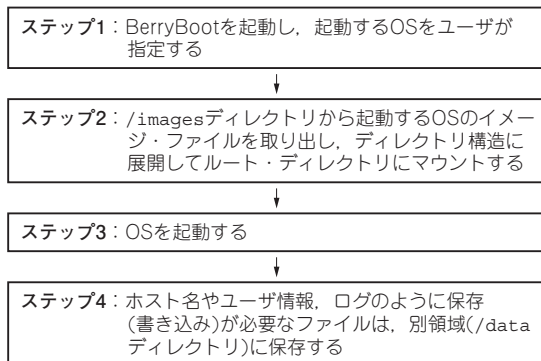 ステップ1：BerryBootを起動し，起動するOSをユーザが
指定する
ステップ2：/imagesディレクトリから起動するOSのイメー
ジ・ファイルを取り出し，ディレクトリ構造に
展開してルート・ディレクトリにマウントする
ステップ3：OSを起動する
ステップ4：ホスト名やユーザ情報，ログのように保存
(書き込み)が必要なファイルは，別領域(/data
ディレクトリ)に保存する